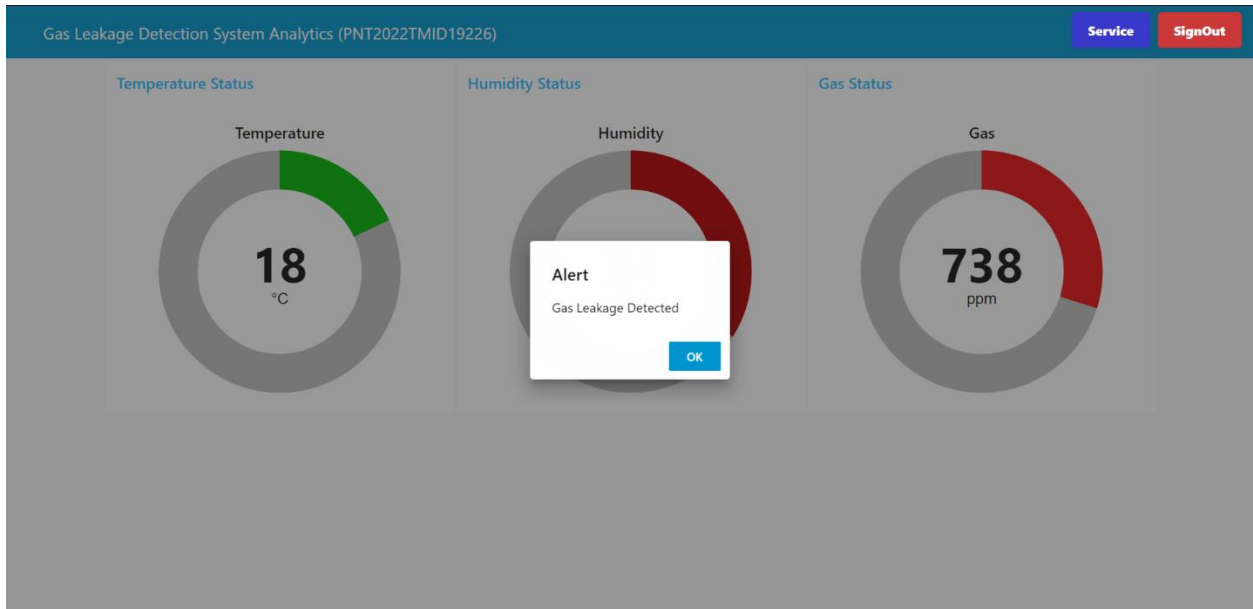 Gas Leakage Detection System Analytics (PNT2022TMID19226)
Service
SignOut
Temperature Status
Humidity Status
Gas Status
Temperature
Humidity
Gas
18
°C
738
ppm
Alert
Gas Leakage Detected
OK